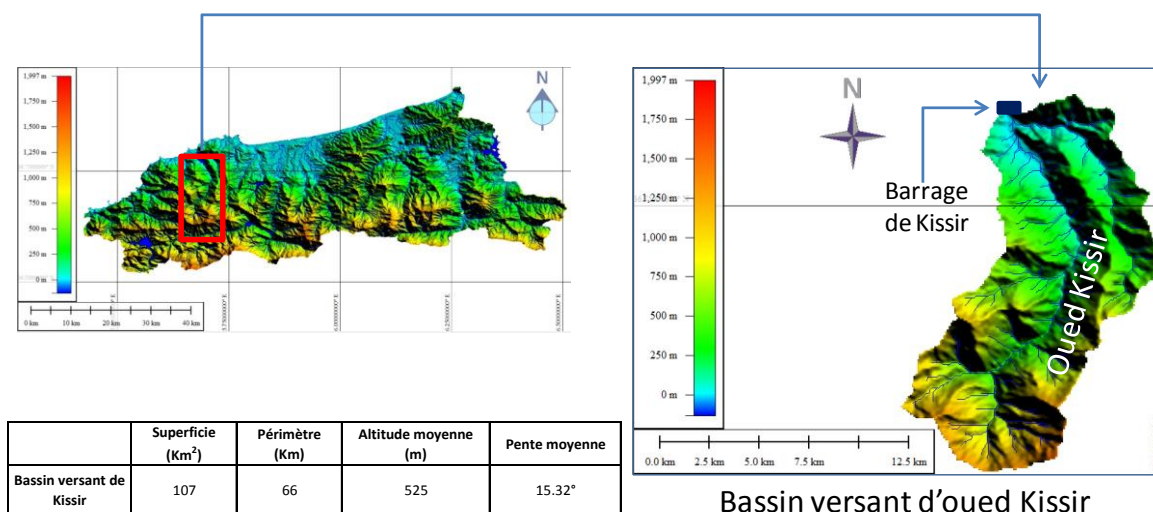 1,997 m
1,750 m
1,500 m
1,250 m
1,000 m
750 m
500 m
250 m
0 m
N
0 km 10 km 20 km 30 km 40 km
1,997 m
1,750 m
1,500 m
1,250 m
1,000 m
750 m
500 m
250 m
0 m
N
Barrage
de Kissir
Oued Kissir
0.0 km 2.5 km 5.0 km 7.5 km 12.5 km
Bassin versant d'oued Kissir
Superficie
(Km²)
Périmètre
(Km)
Altitude moyenne
(m)
Pente moyenne
Bassin versant de
Kissir
107
66
525
15.32°